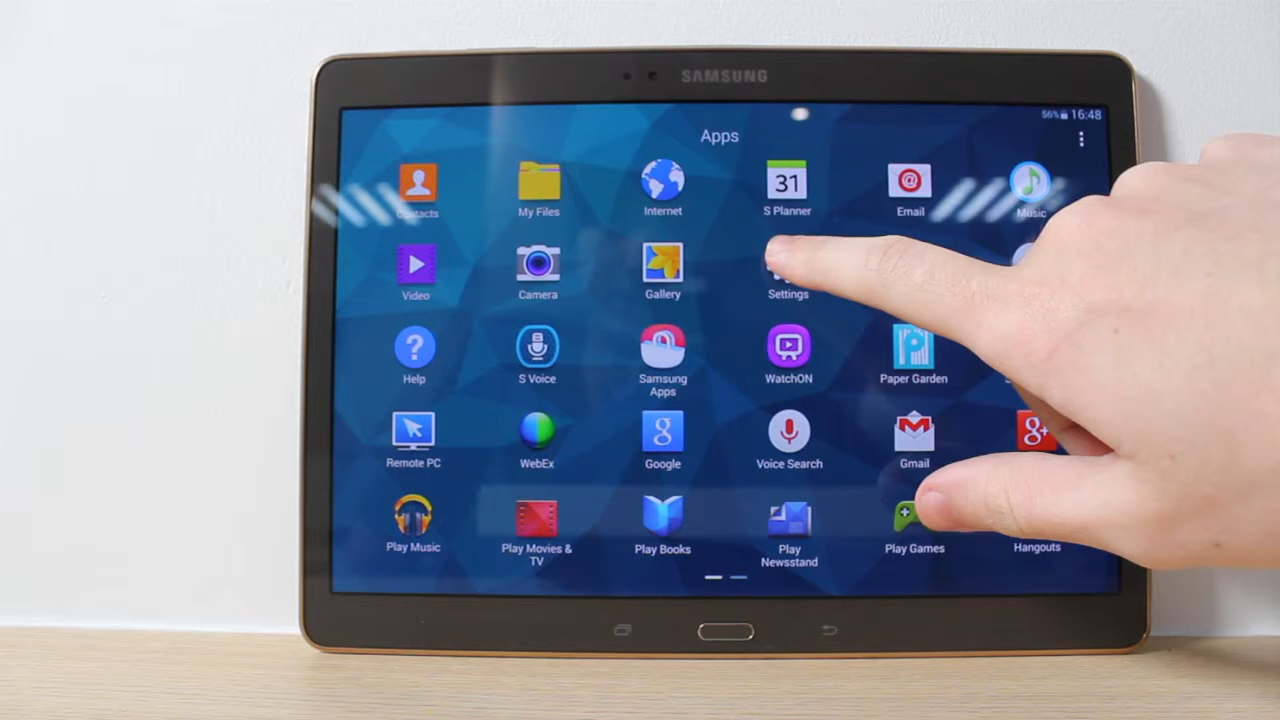 SAMSUNG
56% 16:48
Apps
31
Contacts My Files Internet S Planner Email Music
Video Camera Gallery Settings
Help S Voice Samsung Apps WatchON Paper Garden
Remote PC WebEx Google Voice Search Gmail
Play Music Play Movies & TV Play Books Play Newsstand Play Games Hangouts